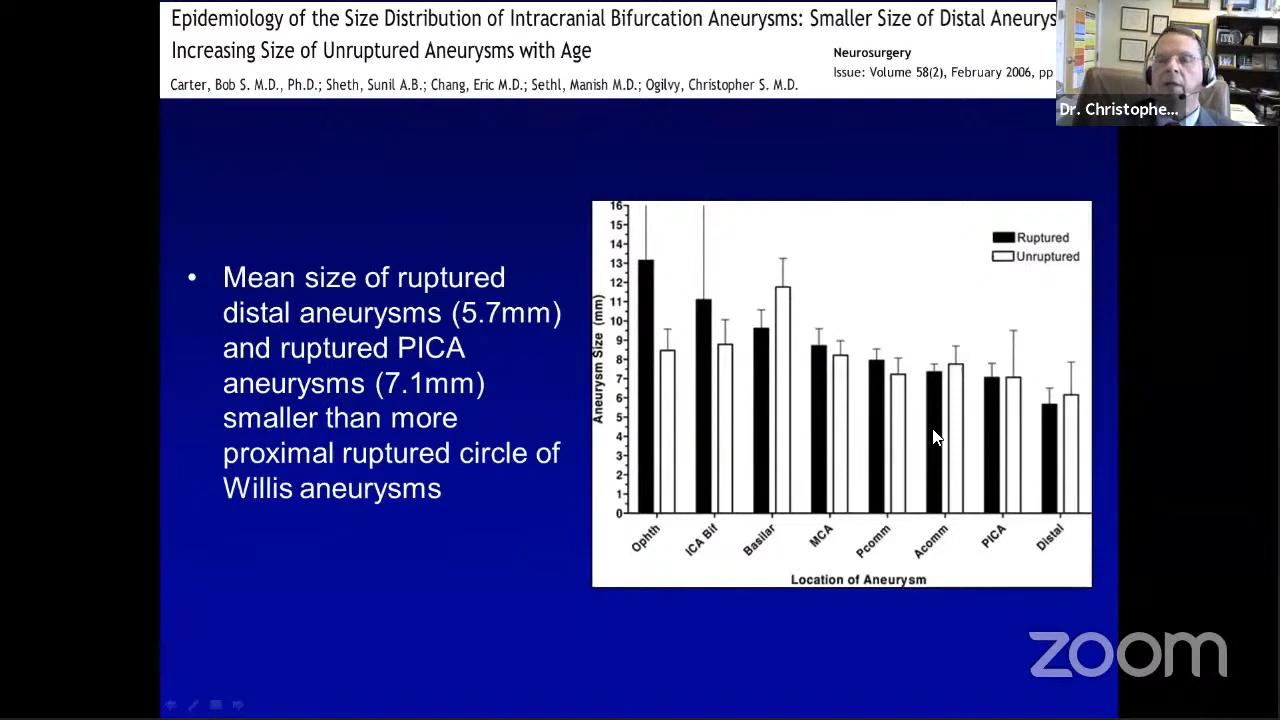 Epidemiology of the Size Distribution of Intracranial Bifurcation Aneurysms: Smaller Size of Distal
Increasing Size of Unruptured Aneurysms with Age
Neurosurgery
Issue: Volume 58(2), February 2006, pp
Carter, Bob S. M.D., Ph.D.; Sheth, Sunil A.B.; Chang, Eric M.D.; Sethl, Manish M.D.; Ogilvy, Christopher S. M.D.
Dr. Christophe...
• Mean size of ruptured
distal aneurysms (5.7mm)
and ruptured PICA
aneurysms (7.1mm)
smaller than more
proximal ruptured circle of
Willis aneurysms
Aneurysm Size (mm)
16
15
14
13
12
11
10
9
8
7
6
5
4
3
2
1
0
Ruptured
Unruptured
Ophth
ICA Bif
Basilar
MCA
Pcomm
Acomm
PICA
Distal
Location of Aneurysm
zoom